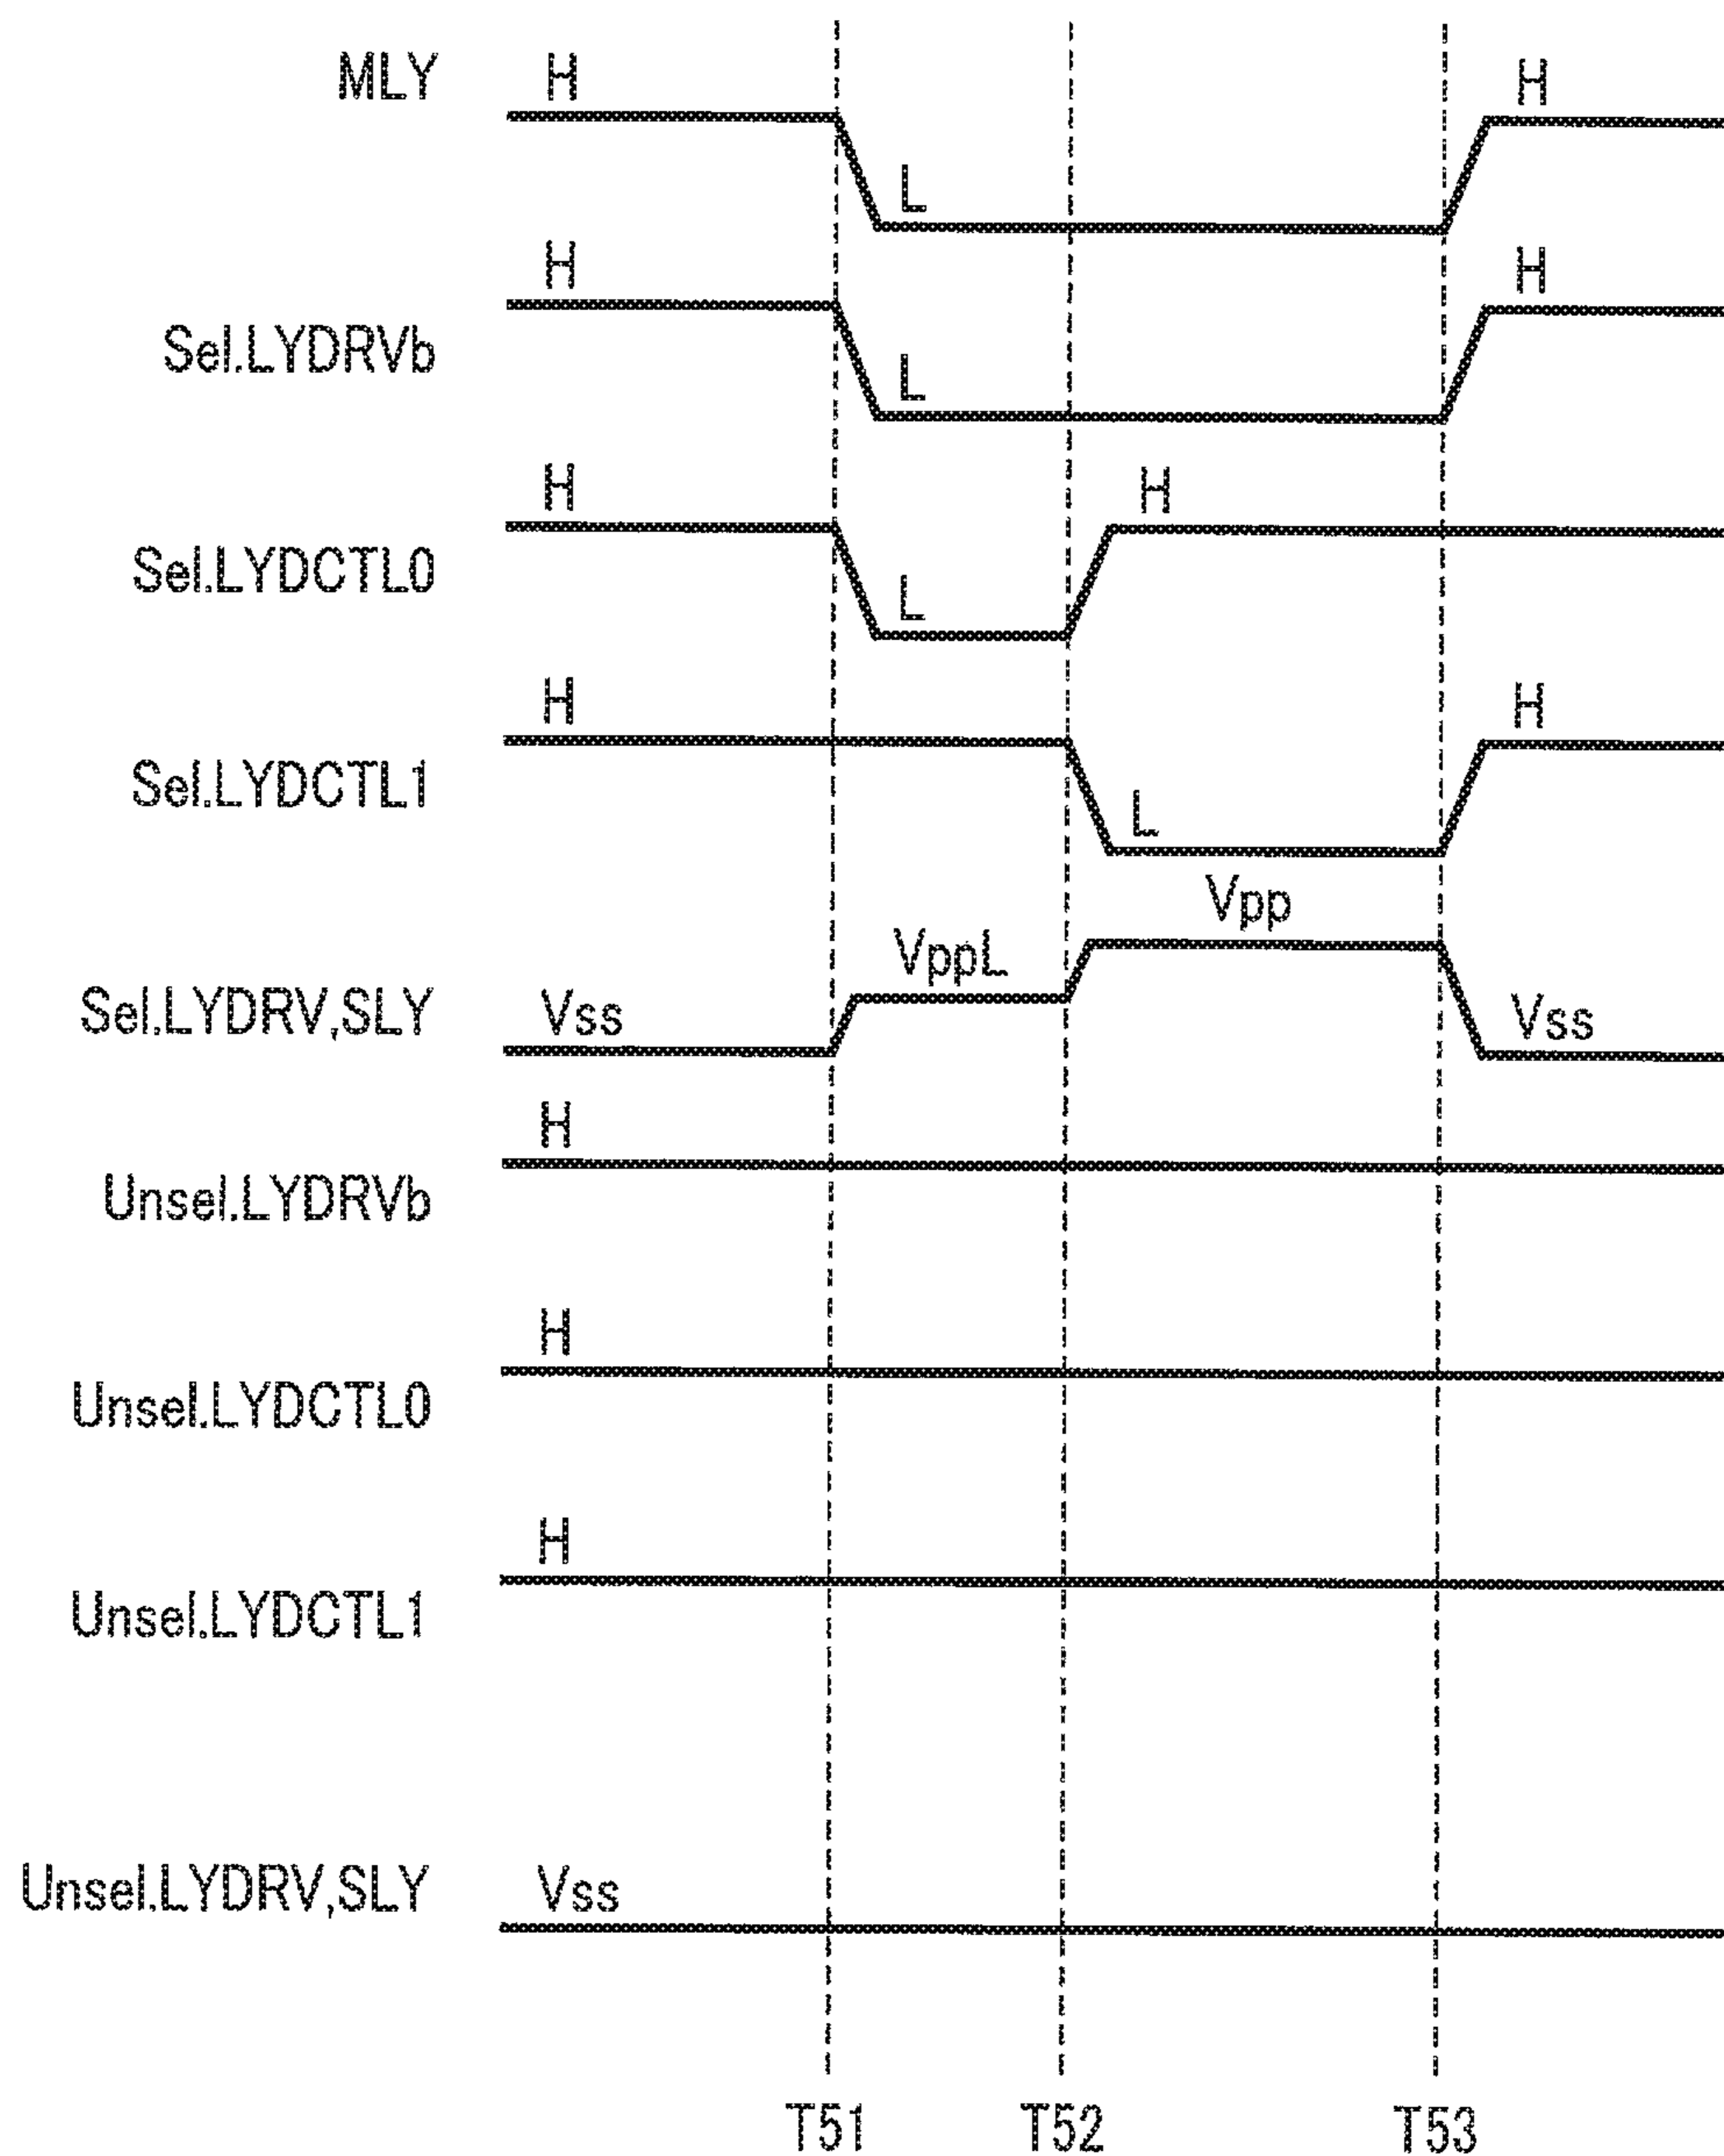 MLY H H
L
Sel.LYDRVb H H
L
Sel.LYDCTL0 H H
L
Sel.LYDCTL1 H H
L
Vpp
VppL
Sel.LYDRV,SLY Vss Vss
H
Unsel.LYDRVb
H
Unsel.LYDCTL0
H
Unsel.LYDCTL1
Unsel.LYDRV,SLY Vss
T51 T52 T53